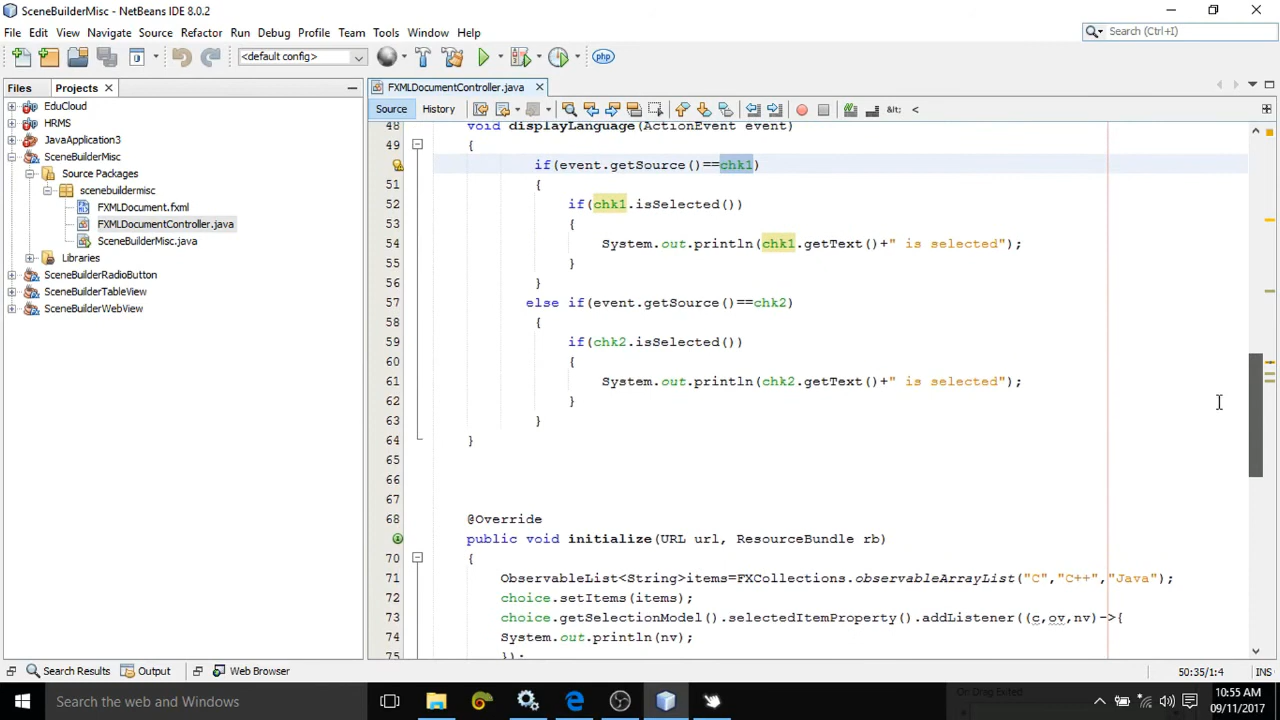 SceneBuilderMisc - NetBeans IDE 8.0.2
File Edit View Navigate Source Refactor Run Debug Profile Team Tools Window Help
Search (Ctrl+I)
<default config>
php
Files Projects
FXMLDocumentController.java
EduCloud
HRMS
JavaApplication3
SceneBuilderMisc
Source Packages
scenebuildermisc
FXMLDocument.fxml
FXMLDocumentController.java
SceneBuilderMisc.java
Libraries
SceneBuilderRadioButton
SceneBuilderTableView
SceneBuilderWebView
Source History
48 void displayLanguage(ActionEvent event)
49 {
if(event.getSource()==chk1)
51 {
52 if(chk1.isSelected())
53 {
54 System.out.println(chk1.getText()+" is selected");
55 }
56 }
57 else if(event.getSource()==chk2)
58 {
59 if(chk2.isSelected())
60 {
61 System.out.println(chk2.getText()+" is selected");
62 }
63 }
64 }
65
66
67
68 @Override
public void initialize(URL url, ResourceBundle rb)
70 {
71 ObservableList<String>items=FXCollections.observableArrayList("C","C++","Java");
72 choice.setItems(items);
73 choice.getSelectionModel().selectedItemProperty().addListener((c,ov,nv)->{
74 System.out.println(nv);
75 });
Search Results Output Web Browser
50:35/1:4 INS
Search the web and Windows
On: Drag Exited
10:55 AM
09/11/2017